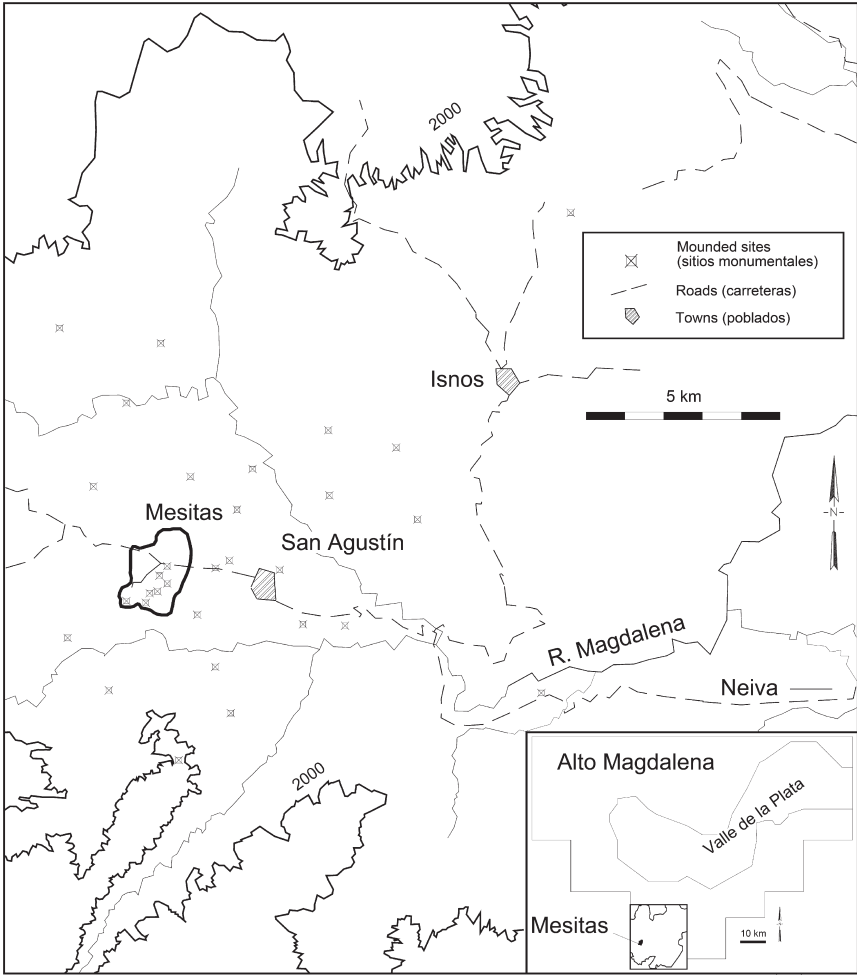 2000
Mounded sites
(sitios monumentales)
Roads (carreteras)
Towns (poblados)
Isnos
5 km
N
Mesitas
San Agustín
R. Magdalena
Neiva
2000
Alto Magdalena
Valle de la Plata
Mesitas
10 km